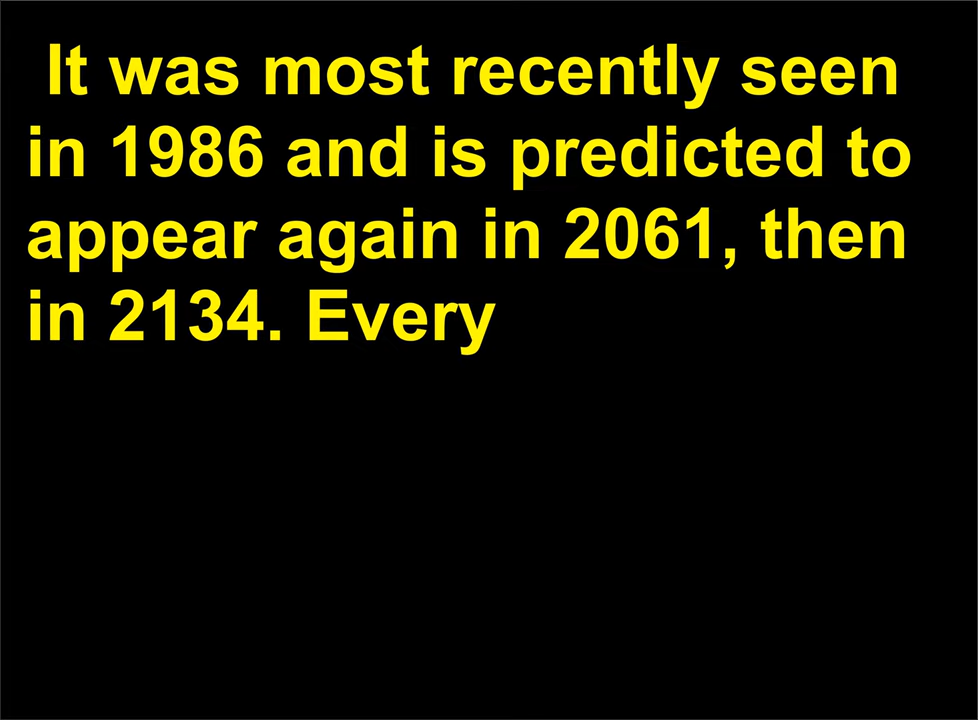 It was most recently seen
in 1986 and is predicted to
appear again in 2061, then
in 2134. Every